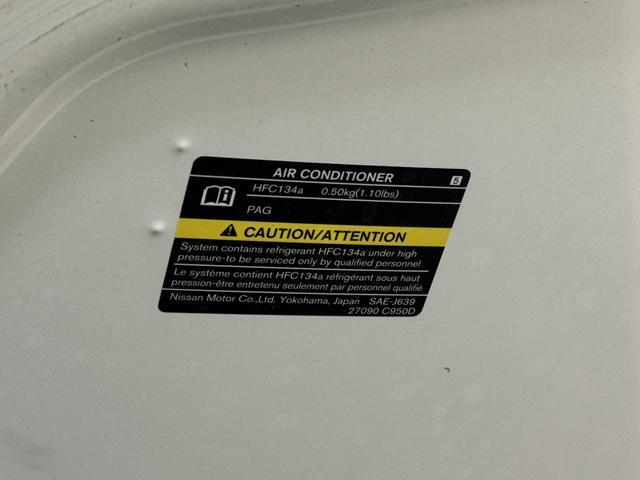 AIR CONDITIONER 5
HFC134a 0.50kg(1.10lbs)
PAG
CAUTION/ATTENTION
System contains refrigerant HFC134a under high
pressure-to be serviced only by qualified personnel
Le système contient HFC134a réfrigérant sous haut
pression-être entretenu seulement par personnel qualifié
Nissan Motor Co.,Ltd. Yokohama, Japan SAE-J639
27090 C950D